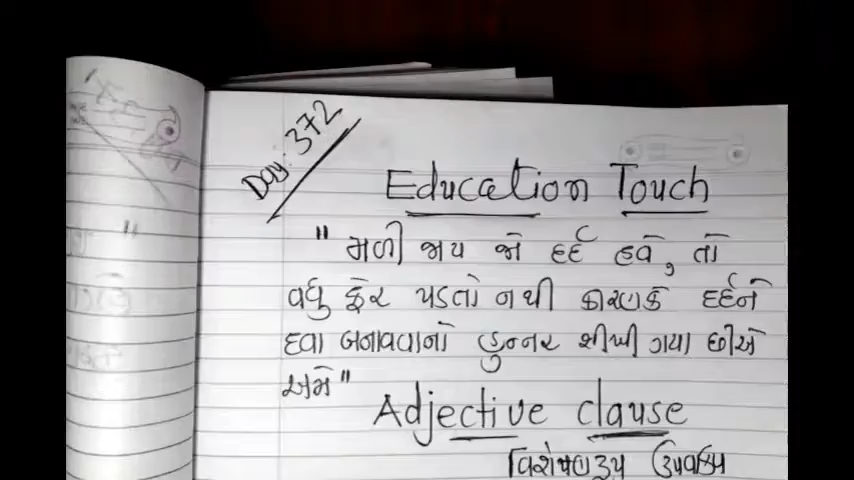 Day: 372
Education Touch
" મળી જાય જો દર્દ હવે, તો
વધુ ફેર પડતો નથી કારણકે દર્દને
દવા બનાવવાનો હુન્નર શીખી ગયા છીએ
અમે"
Adjective clause
વિશેષણરૂપ ઉપવાક્ય